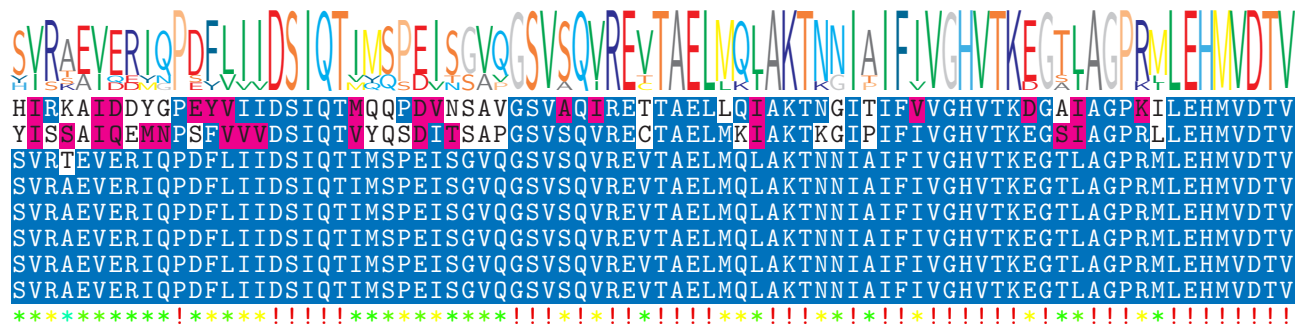 SVRAEVERIQPDFLIIDSIQTIMSPEISGVQGSVSQVREVTAELMQLAKTNNIAIFIVGHVTKEGTLAGPRMLEHMVDTV
HIRKAIDDYGPEYVIIDSIQTMQQPDVNSAVGSVAQIRETTAELLQIAKTNGITIFVVGHVTKDGAIAGPKILEHMVDTV
YISSAIQEMNPSFVVVDSIQTVYQSDITSAPGSVSQVRECTAELMKIAKTKGIPIFIVGHVTKEGSIAGPRLLEHMVDTV
SVRTEVERIQPDFLIIDSIQTIMSPEISGVQGSVSQVREVTAELMQLAKTNNIAIFIVGHVTKEGTLAGPRMLEHMVDTV
SVRAEVERIQPDFLIIDSIQTIMSPEISGVQGSVSQVREVTAELMQLAKTNNIAIFIVGHVTKEGTLAGPRMLEHMVDTV
SVRAEVERIQPDFLIIDSIQTIMSPEISGVQGSVSQVREVTAELMQLAKTNNIAIFIVGHVTKEGTLAGPRMLEHMVDTV
SVRAEVERIQPDFLIIDSIQTIMSPEISGVQGSVSQVREVTAELMQLAKTNNIAIFIVGHVTKEGTLAGPRMLEHMVDTV
SVRAEVERIQPDFLIIDSIQTIMSPEISGVQGSVSQVREVTAELMQLAKTNNIAIFIVGHVTKEGTLAGPRMLEHMVDTV
SVRAEVERIQPDFLIIDSIQTIMSPEISGVQGSVSQVREVTAELMQLAKTNNIAIFIVGHVTKEGTLAGPRMLEHMVDTV
**********!*****!!!!!**********!!!*!*!!*!!!!***!!!**!*!!*!!!!!!*!**!!!**!!!!!!!!